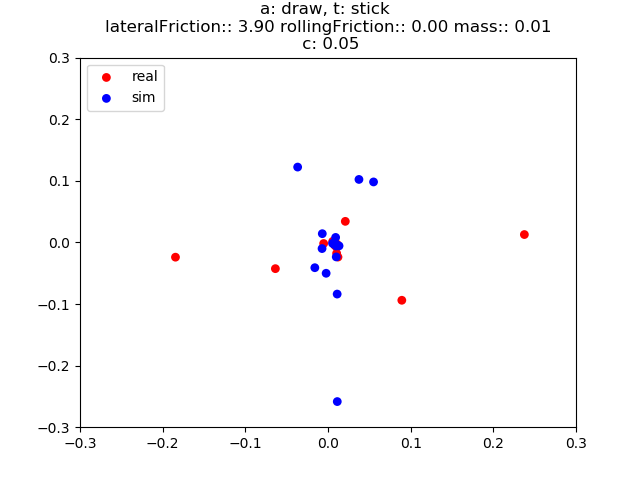 a: draw, t: stick
lateralFriction:: 3.90 rollingFriction:: 0.00 mass:: 0.01
c: 0.05
real
sim
0.3
0.2
0.1
0.0
−0.1
−0.2
−0.3
−0.3
−0.2
−0.1
0.0
0.1
0.2
0.3